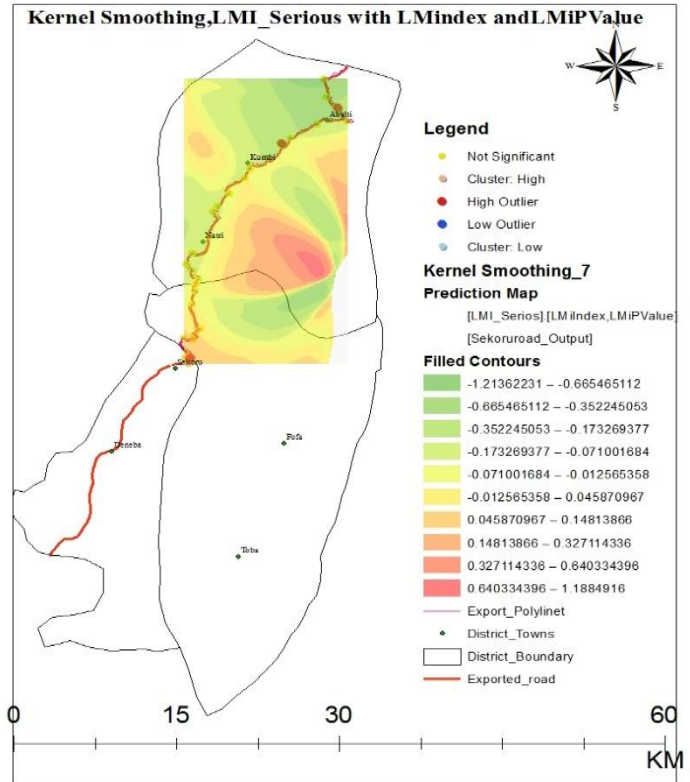 Kernel Smoothing,LMI_Serious with LMindex andLMiPValue
N
W E
S
Abalti
Kumbi
Natri
Sekoru
Deneba
Fofa
Toba
Legend
Not Significant
Cluster: High
High Outlier
Low Outlier
Cluster: Low
Kernel Smoothing_7
Prediction Map
[LMI_Serios].[LMiIndex,LMiPValue]
[Sekoruroad_Output]
Filled Contours
-1.21362231 – -0.665465112
-0.665465112 – -0.352245053
-0.352245053 – -0.173269377
-0.173269377 – -0.071001684
-0.071001684 – -0.012565358
-0.012565358 – 0.045870967
0.045870967 – 0.14813866
0.14813866 – 0.327114336
0.327114336 – 0.640334396
0.640334396 – 1.1884916
Export_Polylinet
District_Towns
District_Boundary
Exported_road
0 15 30 60
KM